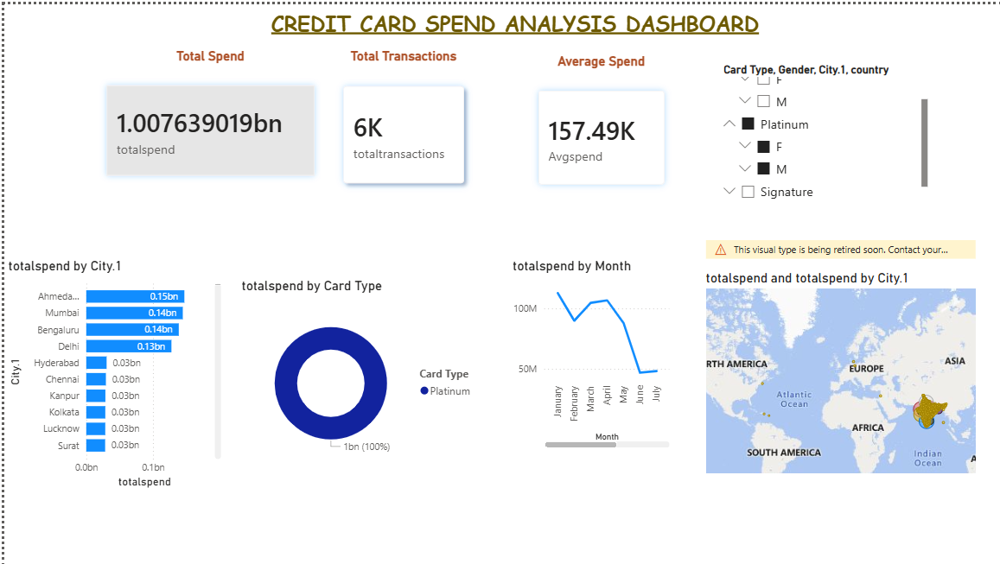 CREDIT CARD SPEND ANALYSIS DASHBOARD
Total Spend
Total Transactions
Average Spend
1.007639019bn
totalspend
6K
totaltransactions
157.49K
Avgspend
Card Type, Gender, City.1, country
F
M
Platinum
F
M
Signature
totalspend by City.1
City.1
Ahmeda... 0.15bn
Mumbai 0.14bn
Bengaluru 0.14bn
Delhi 0.13bn
Hyderabad 0.03bn
Chennai 0.03bn
Kanpur 0.03bn
Kolkata 0.03bn
Lucknow 0.03bn
Surat 0.03bn
0.0bn 0.1bn
totalspend
totalspend by Card Type
Card Type
Platinum
1bn (100%)
totalspend by Month
100M
50M
January
February
March
April
May
June
July
Month
This visual type is being retired soon. Contact your...
totalspend and totalspend by City.1
RTH AMERICA
EUROPE
ASIA
Atlantic
Ocean
AFRICA
SOUTH AMERICA
Indian
Ocean
A